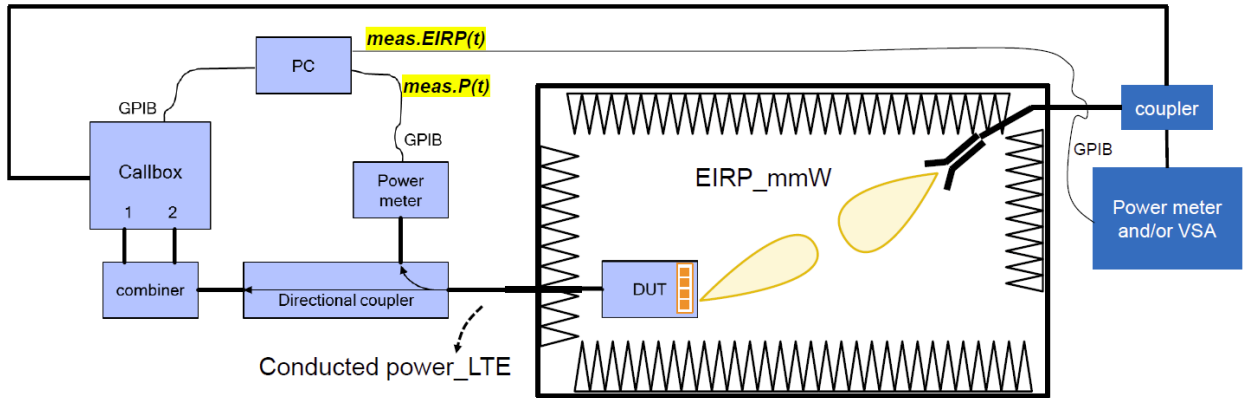 meas.EIRP(t)
PC
meas.P(t)
GPIB
coupler
GPIB
GPIB
Callbox
1 2
Power
meter
EIRP_mmW
Power meter
and/or VSA
combiner
Directional coupler
DUT
Conducted power_LTE